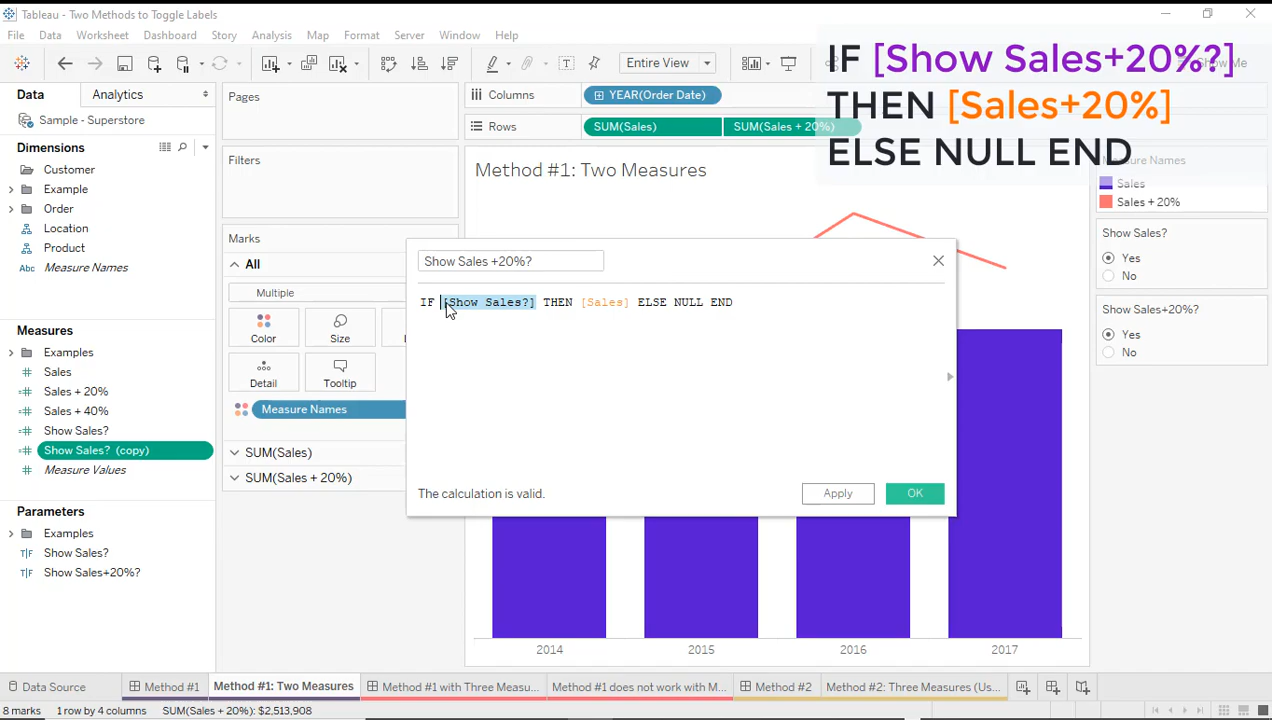 Tableau - Two Methods to Toggle Labels
File Data Worksheet Dashboard Story Analysis Map Format Server Window Help
Entire View
Show Me
IF [Show Sales+20%?]
THEN [Sales+20%]
ELSE NULL END
Data Analytics
Sample - Superstore
Dimensions
Customer
Example
Order
Location
Product
Abc Measure Names
Measures
Examples
Sales
Sales + 20%
Sales + 40%
Show Sales?
Show Sales? (copy)
Measure Values
Parameters
Examples
T|F Show Sales?
T|F Show Sales+20%?
Pages
Filters
Marks
All
Multiple
Color
Size
Detail
Tooltip
Measure Names
SUM(Sales)
SUM(Sales + 20%)
Columns YEAR(Order Date)
Rows SUM(Sales) SUM(Sales + 20%)
Method #1: Two Measures
Show Sales +20%?
IF [Show Sales?] THEN [Sales] ELSE NULL END
The calculation is valid.
Apply OK
2014 2015 2016 2017
Measure Names
Sales
Sales + 20%
Show Sales?
Yes
No
Show Sales+20%?
Yes
No
Data Source Method #1 Method #1: Two Measures Method #1 with Three Measu... Method #1 does not work with M... Method #2 Method #2: Three Measures (Us...
8 marks 1 row by 4 columns SUM(Sales + 20%): $2,513,908